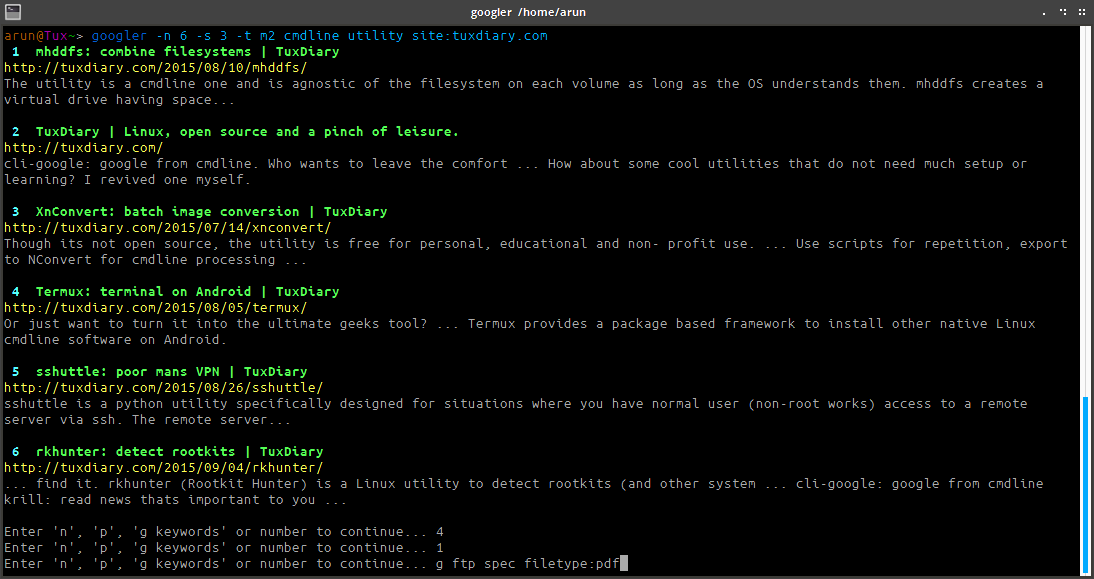 googler /home/arun
arun@Tux~> googler -n 6 -s 3 -t m2 cmdline utility site:tuxdiary.com
1 mhddfs: combine filesystems | TuxDiary
http://tuxdiary.com/2015/08/10/mhddfs/
The utility is a cmdline one and is agnostic of the filesystem on each volume as long as the OS understands them. mhddfs creates a
virtual drive having space...
2 TuxDiary | Linux, open source and a pinch of leisure.
http://tuxdiary.com/
cli-google: google from cmdline. Who wants to leave the comfort ... How about some cool utilities that do not need much setup or
learning? I revived one myself.
3 XnConvert: batch image conversion | TuxDiary
http://tuxdiary.com/2015/07/14/xnconvert/
Though its not open source, the utility is free for personal, educational and non- profit use. ... Use scripts for repetition, export
to NConvert for cmdline processing ...
4 Termux: terminal on Android | TuxDiary
http://tuxdiary.com/2015/08/05/termux/
Or just want to turn it into the ultimate geeks tool? ... Termux provides a package based framework to install other native Linux
cmdline software on Android.
5 sshuttle: poor mans VPN | TuxDiary
http://tuxdiary.com/2015/08/26/sshuttle/
sshuttle is a python utility specifically designed for situations where you have normal user (non-root works) access to a remote
server via ssh. The remote server...
6 rkhunter: detect rootkits | TuxDiary
http://tuxdiary.com/2015/09/04/rkhunter/
... find it. rkhunter (Rootkit Hunter) is a Linux utility to detect rootkits (and other system ... cli-google: google from cmdline
krill: read news thats important to you ...
Enter 'n', 'p', 'g keywords' or number to continue... 4
Enter 'n', 'p', 'g keywords' or number to continue... 1
Enter 'n', 'p', 'g keywords' or number to continue... g ftp spec filetype:pdf